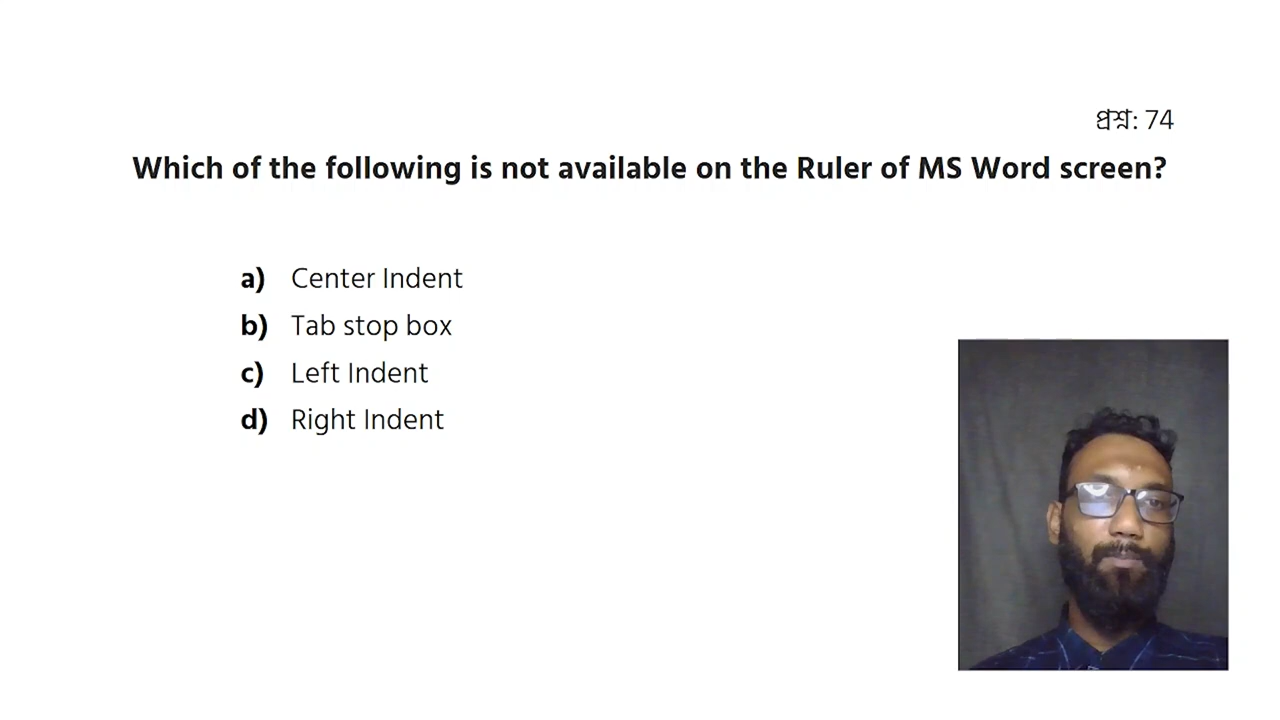 প্রশ্ন: 74
Which of the following is not available on the Ruler of MS Word screen?
a) Center Indent
b) Tab stop box
c) Left Indent
d) Right Indent